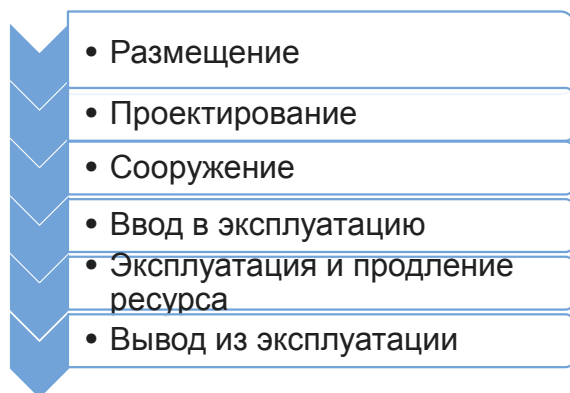 • Размещение
• Проектирование
• Сооружение
• Ввод в эксплуатацию
• Эксплуатация и продление
ресурса
• Вывод из эксплуатации